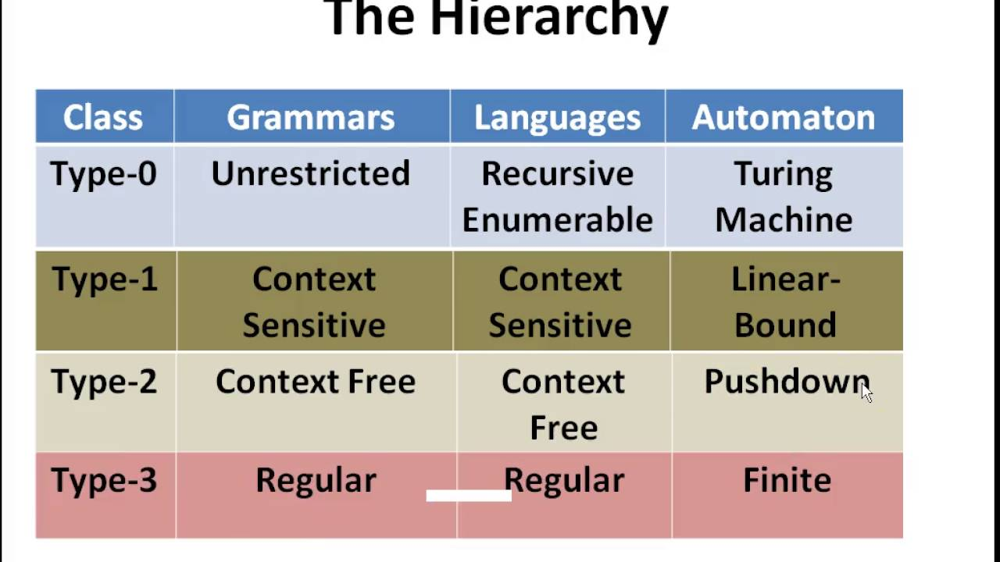 The Hierarchy
Class Grammars Languages Automaton
Type-0 Unrestricted Recursive Enumerable Turing Machine
Type-1 Context Sensitive Context Sensitive Linear-Bound
Type-2 Context Free Context Free Pushdown
Type-3 Regular Regular Finite